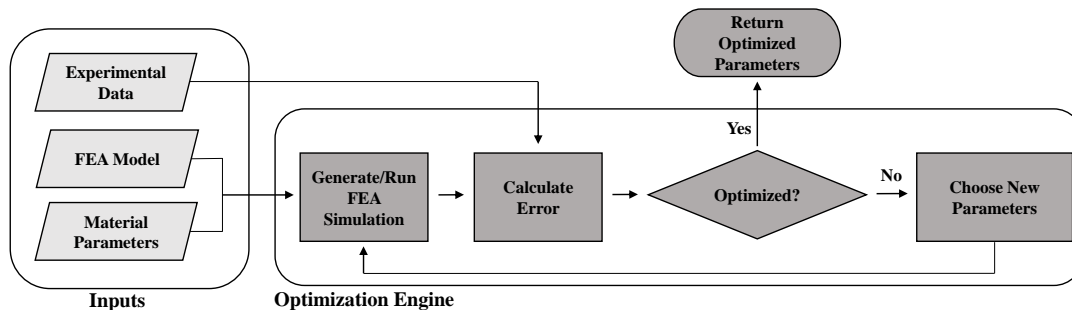 Return
Optimized
Parameters
Experimental
Data
FEA Model
Material
Parameters
Inputs
Generate/Run
FEA
Simulation
Calculate
Error
Optimized?
Yes
No
Choose New
Parameters
Optimization Engine